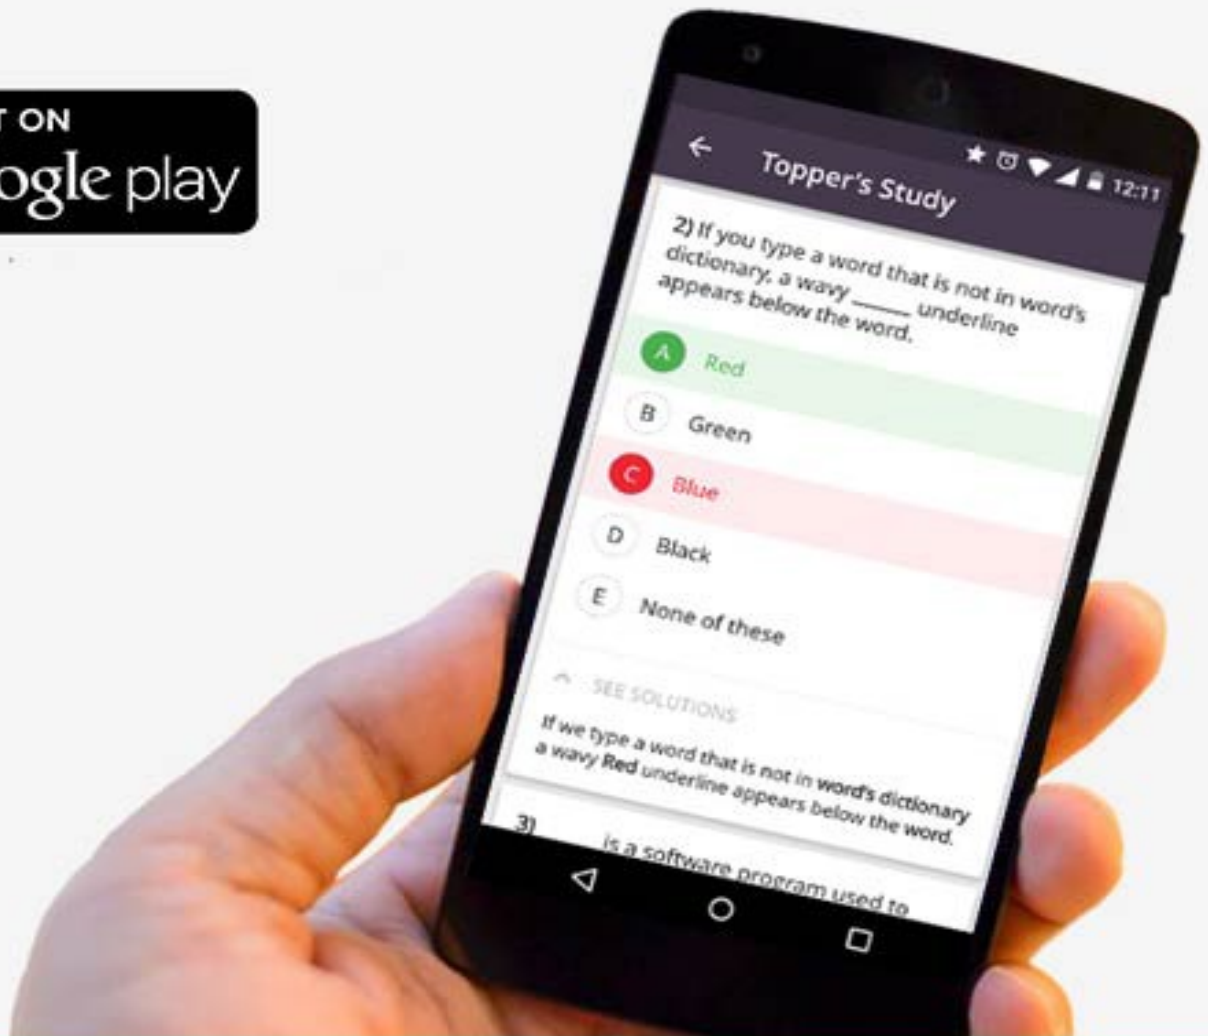 T ON
ogle play
12:11
Topper's Study
2) If you type a word that is not in word's
dictionary, a wavy _____ underline
appears below the word.
A Red
B Green
C Blue
D Black
E None of these
SEE SOLUTIONS
If we type a word that is not in word's dictionary
a wavy Red underline appears below the word.
3) _____ is a software program used to